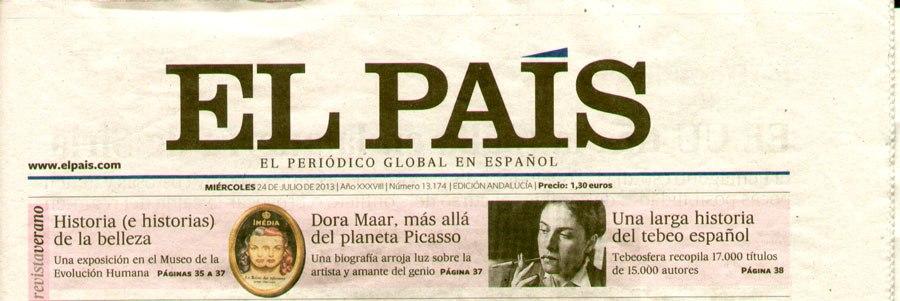 EL PAÍS
EL PERIÓDICO GLOBAL EN ESPAÑOL
www.elpais.com
MIÉRCOLES 24 DE JULIO DE 2013 | Año XXXVIII | Número 13.174 | EDICIÓN ANDALUCÍA | Precio: 1,30 euros
revistaverano
Historia (e historias)
de la belleza
Una exposición en el Museo de la
Evolución Humana PÁGINAS 35 A 37
INÉDIA
Dora Maar, más allá
del planeta Picasso
Una biografía arroja luz sobre la
artista y amante del genio PÁGINA 37
Una larga historia
del tebeo español
Tebeosfera recopila 17.000 títulos
de 15.000 autores PÁGINA 38